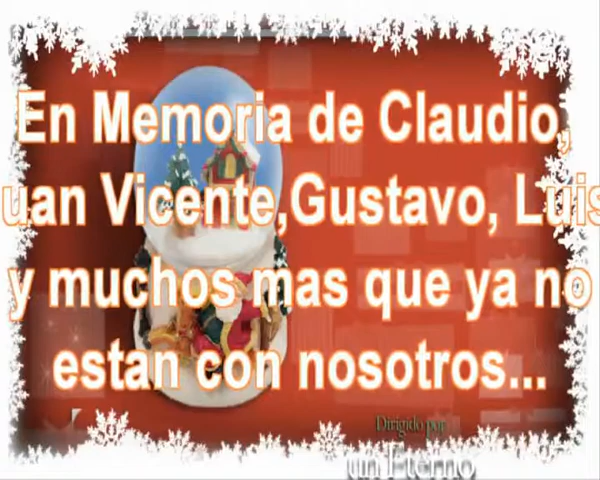 En Memoria de Claudio,
uan Vicente,Gustavo, Luis
y muchos mas que ya no
estan con nosotros...
Dirigido por
un Eterno